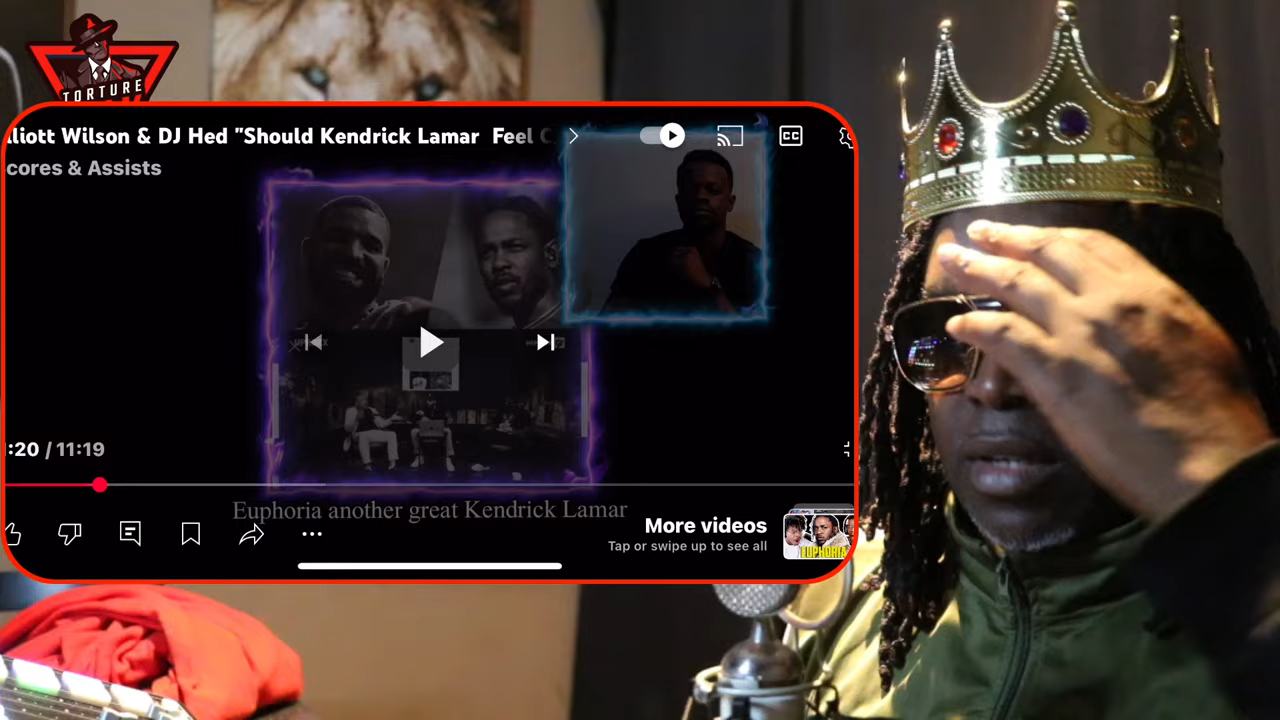 TORTURE
lliott Wilson & DJ Hed "Should Kendrick Lamar Feel
cores & Assists
CC
:20 / 11:19
Euphoria another great Kendrick Lamar
More videos
Tap or swipe up to see all
EUPHORIA